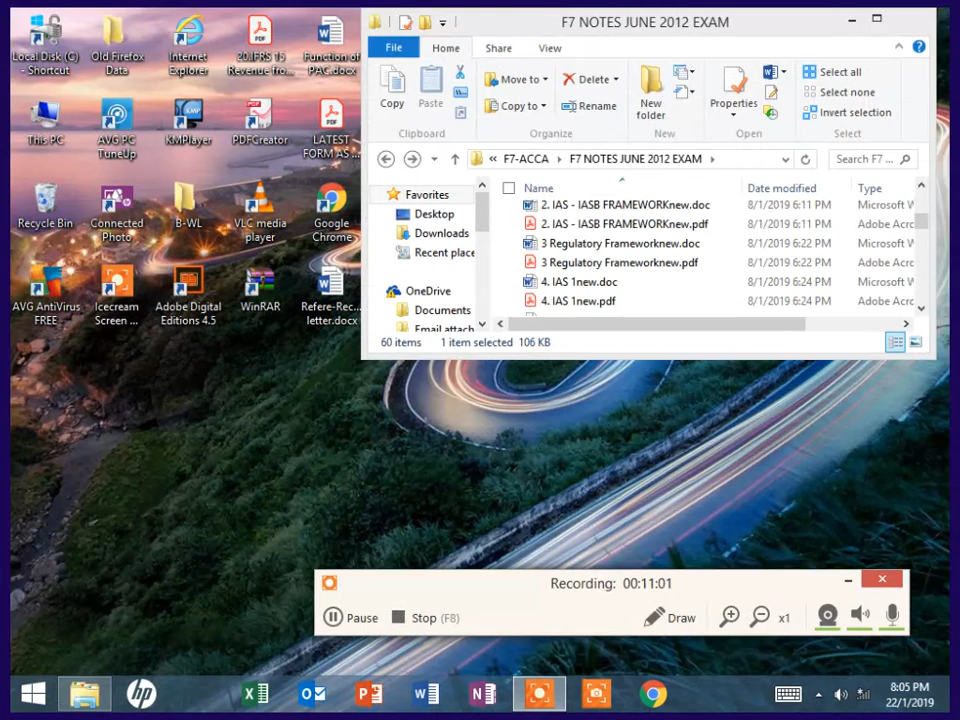 Local Disk (C) - Shortcut
Old Firefox Data
Internet Explorer
20.IFRS 15 Revenue fro...
Function of PAC.docx
This PC
AVG PC TuneUp
KMPlayer
PDFCreator
LATEST FORM AS ...
Recycle Bin
Connected Photo
B-WL
VLC media player
Google Chrome
AVG AntiVirus FREE
Icecream Screen ...
Adobe Digital Editions 4.5
WinRAR
Refere-Rec... letter.docx
F7 NOTES JUNE 2012 EXAM
File Home Share View
Copy
Paste
Clipboard
Move to
Copy to
Delete
Rename
Organize
New folder
New
Properties
Open
Select all
Select none
Invert selection
Select
« F7-ACCA F7 NOTES JUNE 2012 EXAM
Search F7 ...
Favorites
Desktop
Downloads
Recent place
OneDrive
Documents
Email attach
Name Date modified Type
2. IAS - IASB FRAMEWORKnew.doc 8/1/2019 6:11 PM Microsoft W
2. IAS - IASB FRAMEWORKnew.pdf 8/1/2019 6:11 PM Adobe Acro
3 Regulatory Frameworknew.doc 8/1/2019 6:22 PM Microsoft W
3 Regulatory Frameworknew.pdf 8/1/2019 6:22 PM Adobe Acro
4. IAS 1new.doc 8/1/2019 6:24 PM Microsoft W
4. IAS 1new.pdf 8/1/2019 6:24 PM Adobe Acro
60 items 1 item selected 106 KB
Recording: 00:11:01
Pause Stop (F8) Draw x1
8:05 PM
22/1/2019